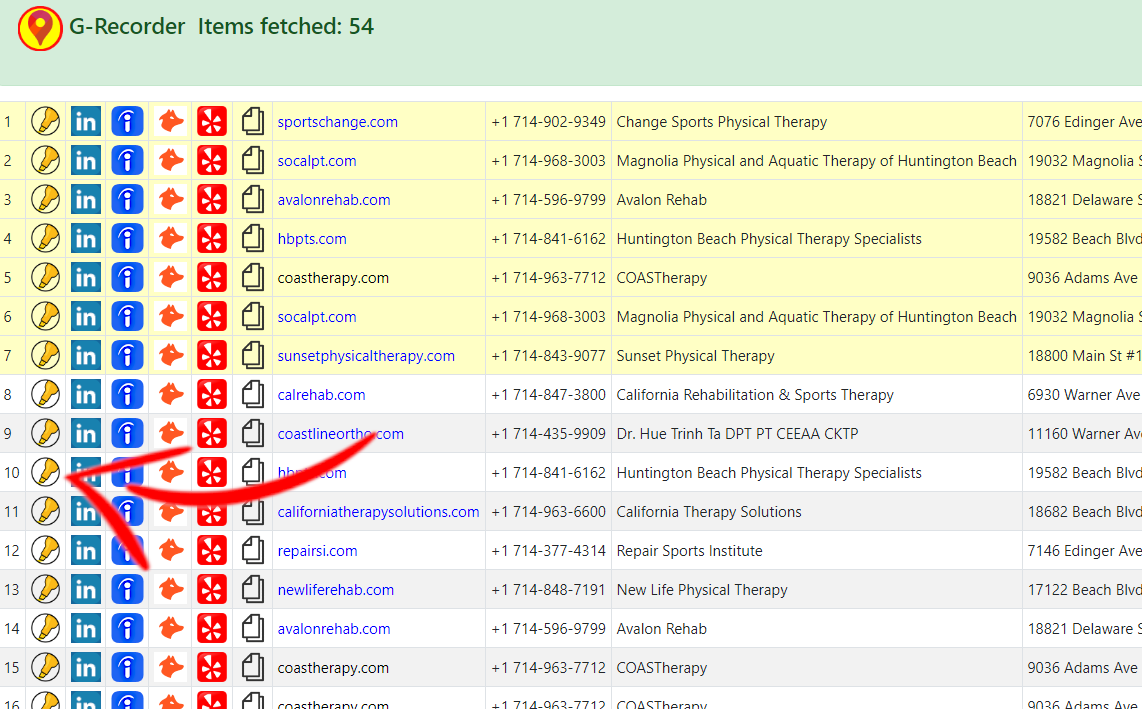 G-Recorder Items fetched: 54
1 in sportschange.com +1 714-902-9349 Change Sports Physical Therapy 7076 Edinger Ave
2 in socalpt.com +1 714-968-3003 Magnolia Physical and Aquatic Therapy of Huntington Beach 19032 Magnolia S
3 in avalonrehab.com +1 714-596-9799 Avalon Rehab 18821 Delaware S
4 in hbpts.com +1 714-841-6162 Huntington Beach Physical Therapy Specialists 19582 Beach Blvd
5 in coastherapy.com +1 714-963-7712 COASTherapy 9036 Adams Ave
6 in socalpt.com +1 714-968-3003 Magnolia Physical and Aquatic Therapy of Huntington Beach 19032 Magnolia S
7 in sunsetphysicaltherapy.com +1 714-843-9077 Sunset Physical Therapy 18800 Main St #1
8 in calrehab.com +1 714-847-3800 California Rehabilitation & Sports Therapy 6930 Warner Ave
9 in coastlineortho.com +1 714-435-9909 Dr. Hue Trinh Ta DPT PT CEEAA CKTP 11160 Warner Av
10 in hbpts.com +1 714-841-6162 Huntington Beach Physical Therapy Specialists 19582 Beach Blvd
11 in californiatherapysolutions.com +1 714-963-6600 California Therapy Solutions 18682 Beach Blvd
12 in repairsi.com +1 714-377-4314 Repair Sports Institute 7146 Edinger Ave
13 in newliferehab.com +1 714-848-7191 New Life Physical Therapy 17122 Beach Blvd
14 in avalonrehab.com +1 714-596-9799 Avalon Rehab 18821 Delaware S
15 in coastherapy.com +1 714-963-7712 COASTherapy 9036 Adams Ave
16 in coastherapy.com +1 714-963-7712 COASTherapy 9036 Adams Ave